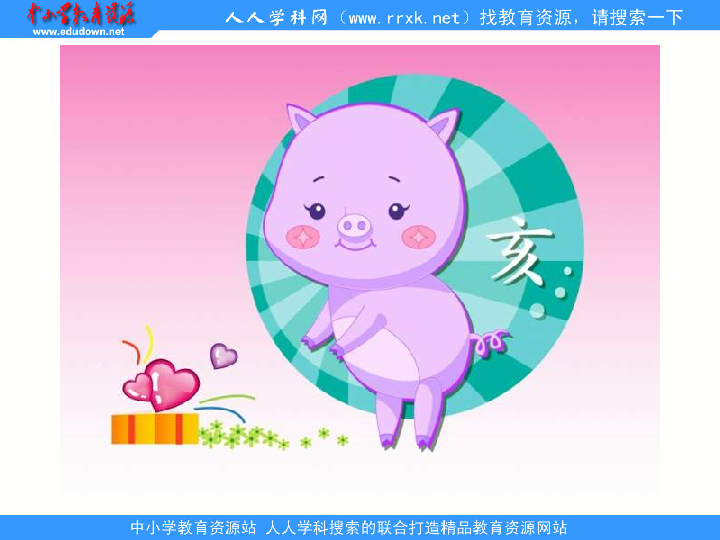 中小学教育资源
www.edudown.net
人人学科网（www.rrxk.net）找教育资源，请搜索一下
亥
中小学教育资源站 人人学科搜索的联合打造精品教育资源网站